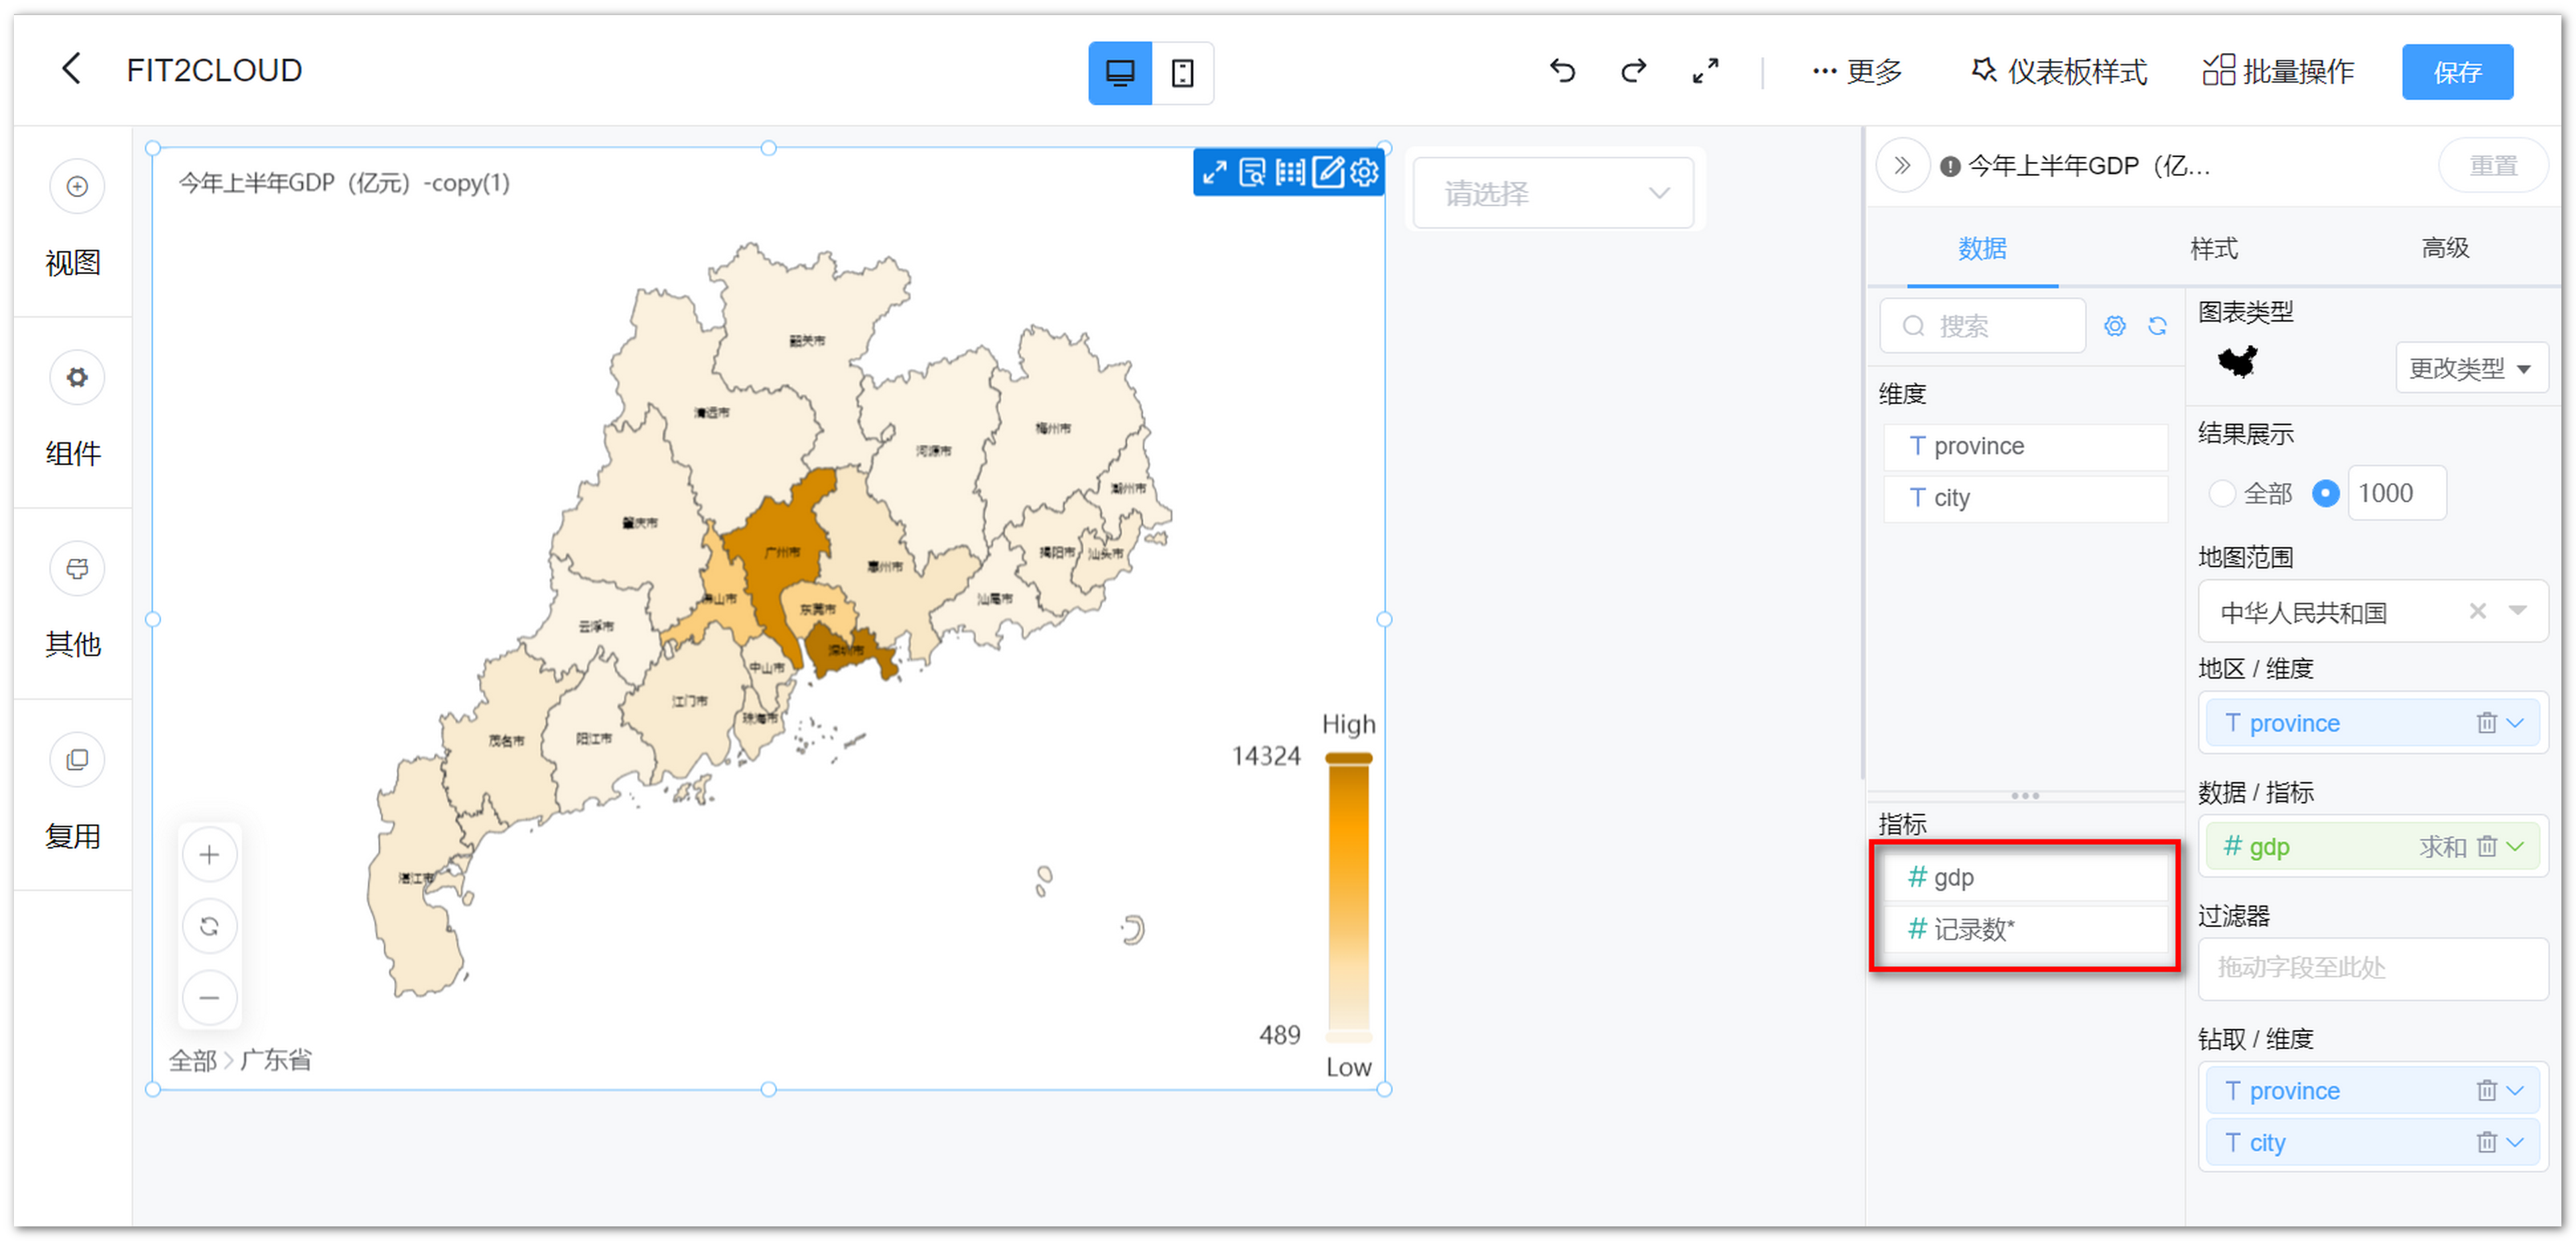 FIT2CLOUD
更多
仪表板样式
批量操作
保存
视图
组件
其他
复用
今年上半年GDP（亿元）-copy(1)
韶关市
清远市
梅州市
河源市
潮州市
肇庆市
广州市
揭阳市
汕头市
惠州市
佛山市
东莞市
汕尾市
云浮市
深圳市
中山市
江门市
珠海市
茂名市
阳江市
湛江市
High
14324
489
Low
全部 > 广东省
请选择
今年上半年GDP（亿...
重置
数据
样式
高级
搜索
维度
T province
T city
指标
# gdp
# 记录数*
图表类型
更改类型
结果展示
全部
1000
地图范围
中华人民共和国
地区 / 维度
T province
数据 / 指标
# gdp 求和
过滤器
拖动字段至此处
钻取 / 维度
T province
T city